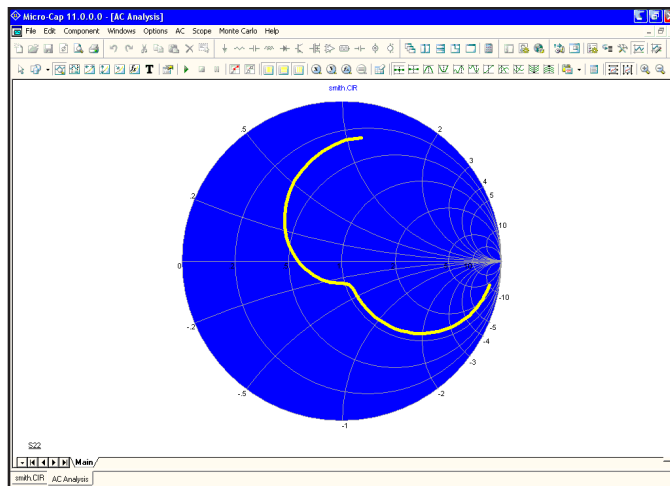 Micro-Cap 11.0.0.0 - [AC Analysis]
File Edit Component Windows Options AC Scope Monte Carlo Help
T
smith.CIR
.5
1
2
3
4
5
10
.2
0
-10
-.2
-5
-4
-3
-.5
-2
-1
S22
Main
smith.CIR AC Analysis